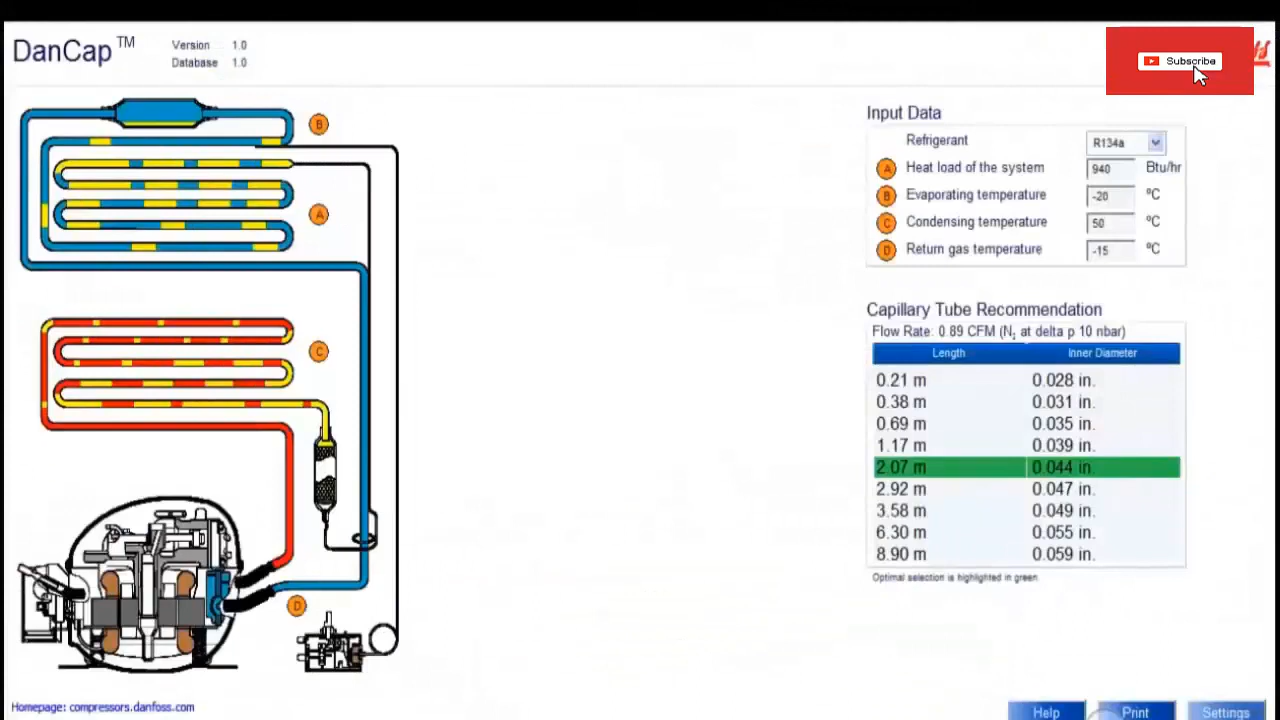 DanCap™
Version 1.0
Database 1.0
Subscribe
B
A
C
D
Input Data
Refrigerant R134a
A Heat load of the system 940 Btu/hr
B Evaporating temperature -20 ºC
C Condensing temperature 50 ºC
D Return gas temperature -15 ºC
Capillary Tube Recommendation
Flow Rate: 0.89 CFM (N₂ at delta p 10 nbar)
Length Inner Diameter
0.21 m 0.028 in.
0.38 m 0.031 in.
0.69 m 0.035 in.
1.17 m 0.039 in.
2.07 m 0.044 in.
2.92 m 0.047 in.
3.58 m 0.049 in.
6.30 m 0.055 in.
8.90 m 0.059 in.
Optimal selection is highlighted in green
Homepage: compressors.danfoss.com
Help Print Settings